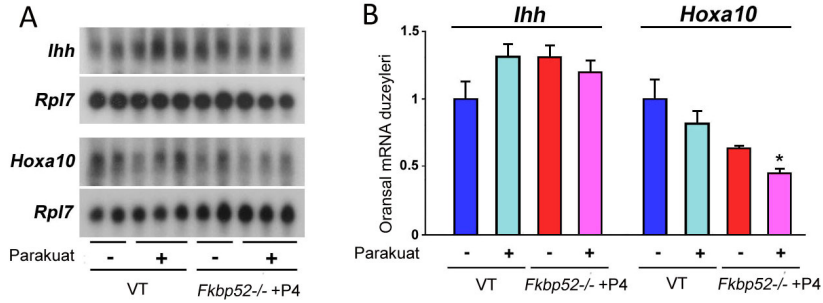 A
Ihh
Rpl7
Hoxa10
Rpl7
Parakuat - + - +
VT Fkbp52-/- +P4
B
Ihh Hoxa10
Oransal mRNA duzeyleri
1.5
1
0.5
0
*
Parakuat - + - + - + - +
VT Fkbp52-/- +P4 VT Fkbp52-/- +P4